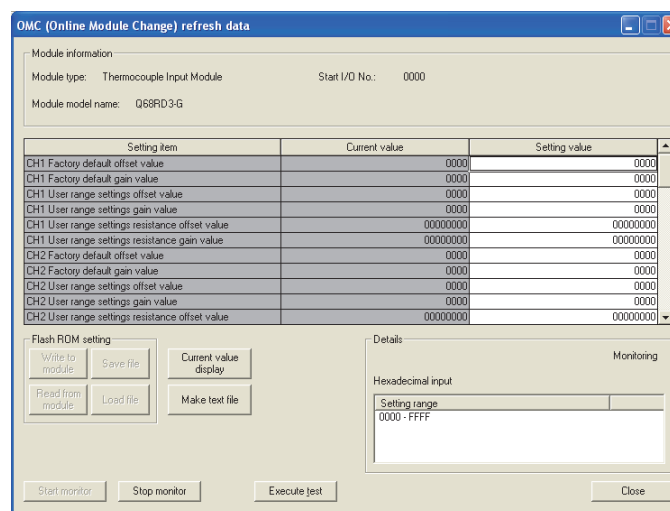 OMC (Online Module Change) refresh data
Module information
Module type: Thermocouple Input Module Start I/O No.: 0000
Module model name: Q68RD3-G
Setting item Current value Setting value
CH1 Factory default offset value 0000 0000
CH1 Factory default gain value 0000 0000
CH1 User range settings offset value 0000 0000
CH1 User range settings gain value 0000 0000
CH1 User range settings resistance offset value 00000000 00000000
CH1 User range settings resistance gain value 00000000 00000000
CH2 Factory default offset value 0000 0000
CH2 Factory default gain value 0000 0000
CH2 User range settings offset value 0000 0000
CH2 User range settings gain value 0000 0000
CH2 User range settings resistance offset value 00000000 00000000
Flash ROM setting
Write to
module
Save file
Read from
module
Load file
Current value
display
Make text file
Details
Monitoring
Hexadecimal input
Setting range
0000 - FFFF
Start monitor Stop monitor Execute test Close